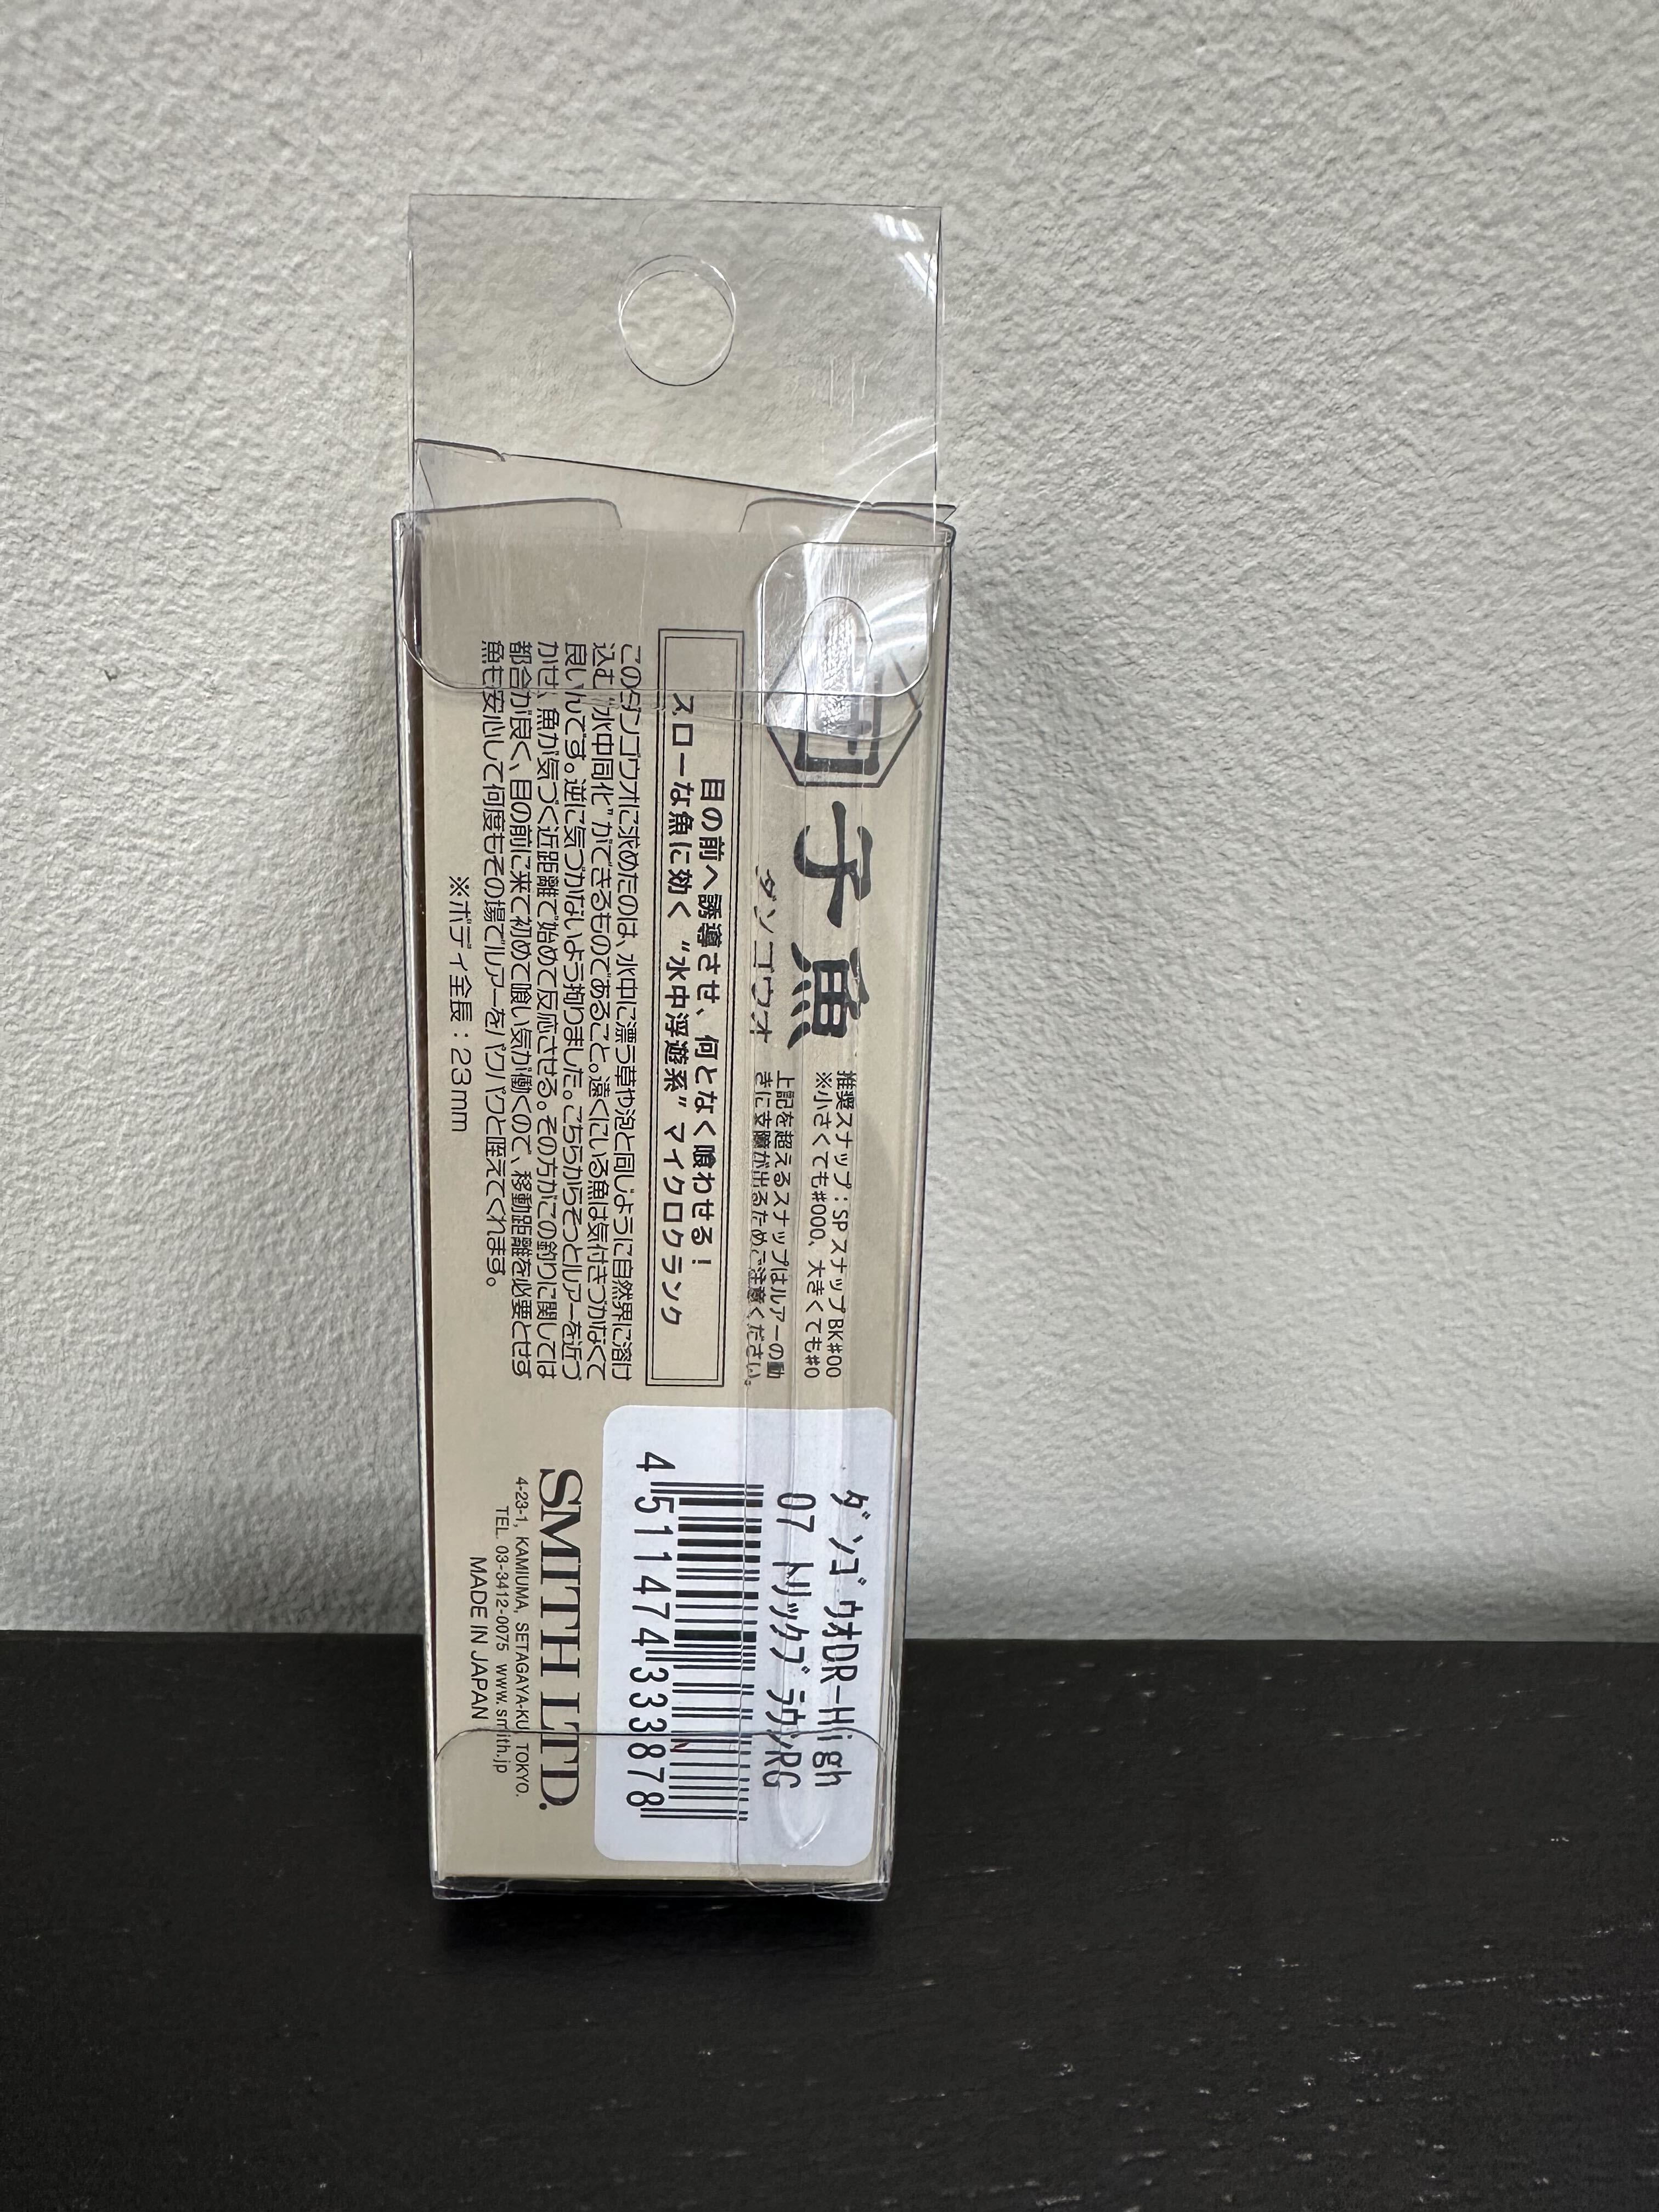 団子魚
ダンゴウオ
推奨スナップ：SPスナップBK#00
※小さくても#000、大きくても#0
上記を超えるスナップはルアーの動
きに支障が出るためご注意ください。
目の前へ誘導させ、何となく喰わせる！
スローな魚に効く“水中浮遊系”マイクロクランク
このダンゴウオに求めたのは、水中に漂う草や泡と同じように自然界に溶け
込む“水中同化”ができるものであること。遠くにいる魚は気付きづかなくて
良いんです。逆に気づかないよう拘りました。こちらからそっとルアーを近づ
かせ、魚が気づく近距離で始めて反応させる。その方がこの釣りに関しては
都合が良く、目の前に来て初めて喰い気が働くので、移動距離を必要とせず
魚も安心して何度もその場でルアーをパクパクと咥えてくれます。
※ボディ全長：23mm
ﾀﾞﾝｺﾞｳｵDR-High
07 ﾄﾘｯｸﾌﾞﾗｳﾝRG
4511474333878
SMITH LTD.
4-23-1, KAMIUMA, SETAGAYA-KU, TOKYO.
TEL. 03-3412-0075 www.smith.jp
MADE IN JAPAN